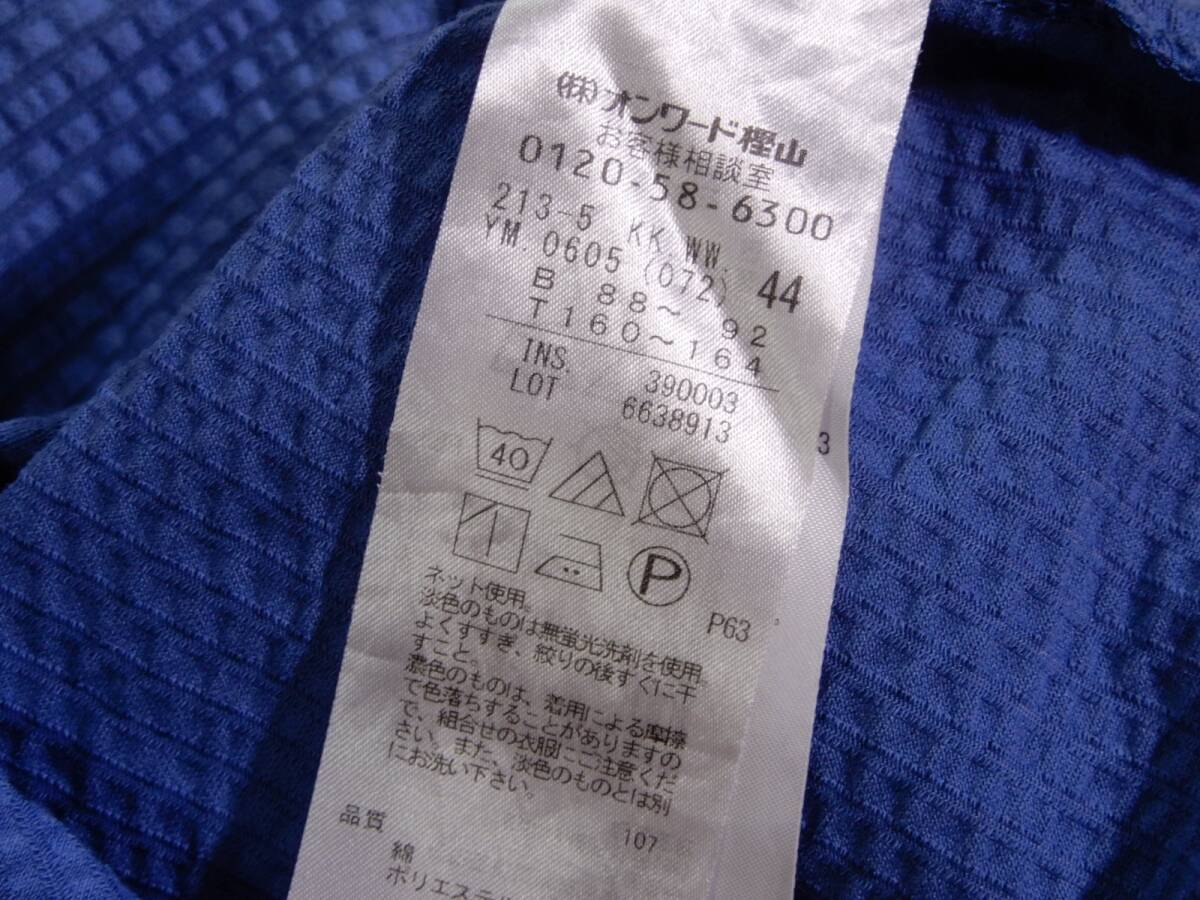 (株)オンワード樫山
お客様相談室
0120-58-6300
213-5 KK WW.
YM. 0605 (072) 44
B 88～ 92
T 160～164
INS. 390003
LOT 6638913
3
40
P
P63
ネット使用。
淡色のものは無蛍光洗剤を使用。
よくすすぎ、絞りの後すぐに干
すこと。
濃色のものは、着用による摩擦
で色落ちすることがありますの
で、組合せの衣服にご注意くだ
さい。また、淡色のものとは別
にお洗い下さい。
107
品質
綿
ポリエステ